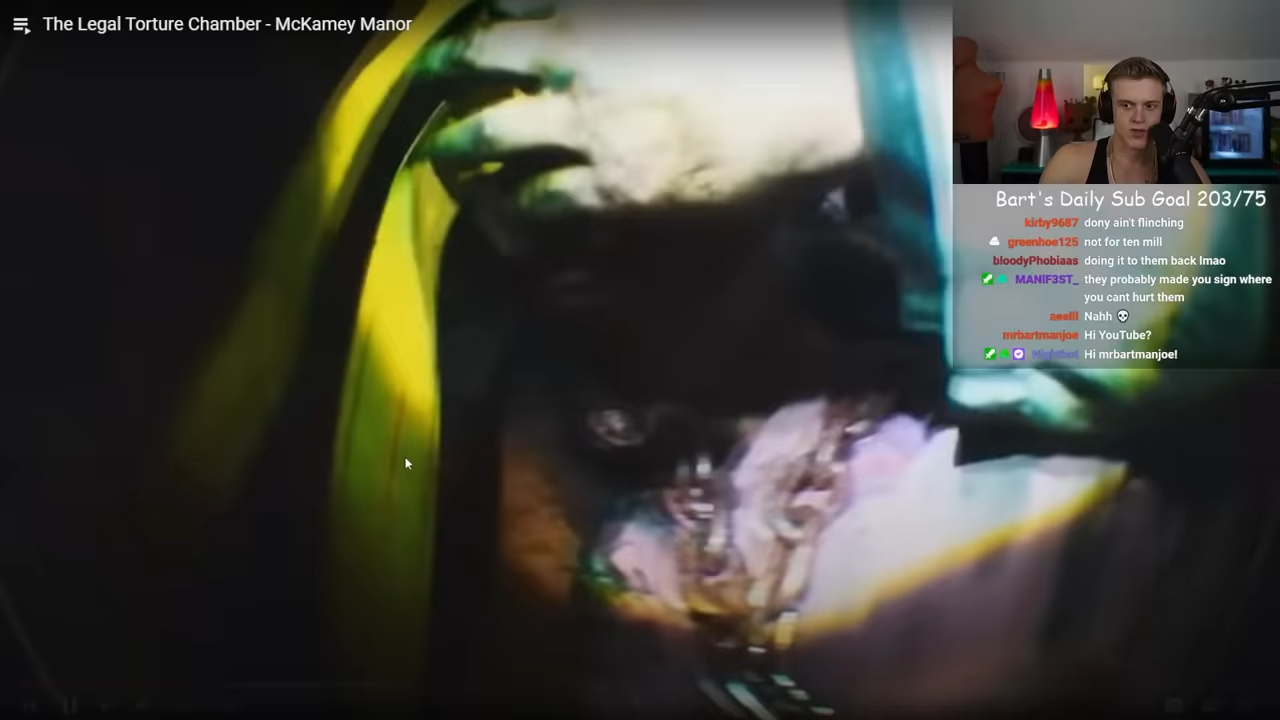 The Legal Torture Chamber - McKamey Manor
Bart's Daily Sub Goal 203/75
kirby9687 dony ain't flinching
greenhoe125 not for ten mill
bloodyPhobiaas doing it to them back lmao
MANIF3ST_ they probably made you sign where
you cant hurt them
aeelll Nahh
mrbartmanjoe Hi YouTube?
Nightbot Hi mrbartmanjoe!